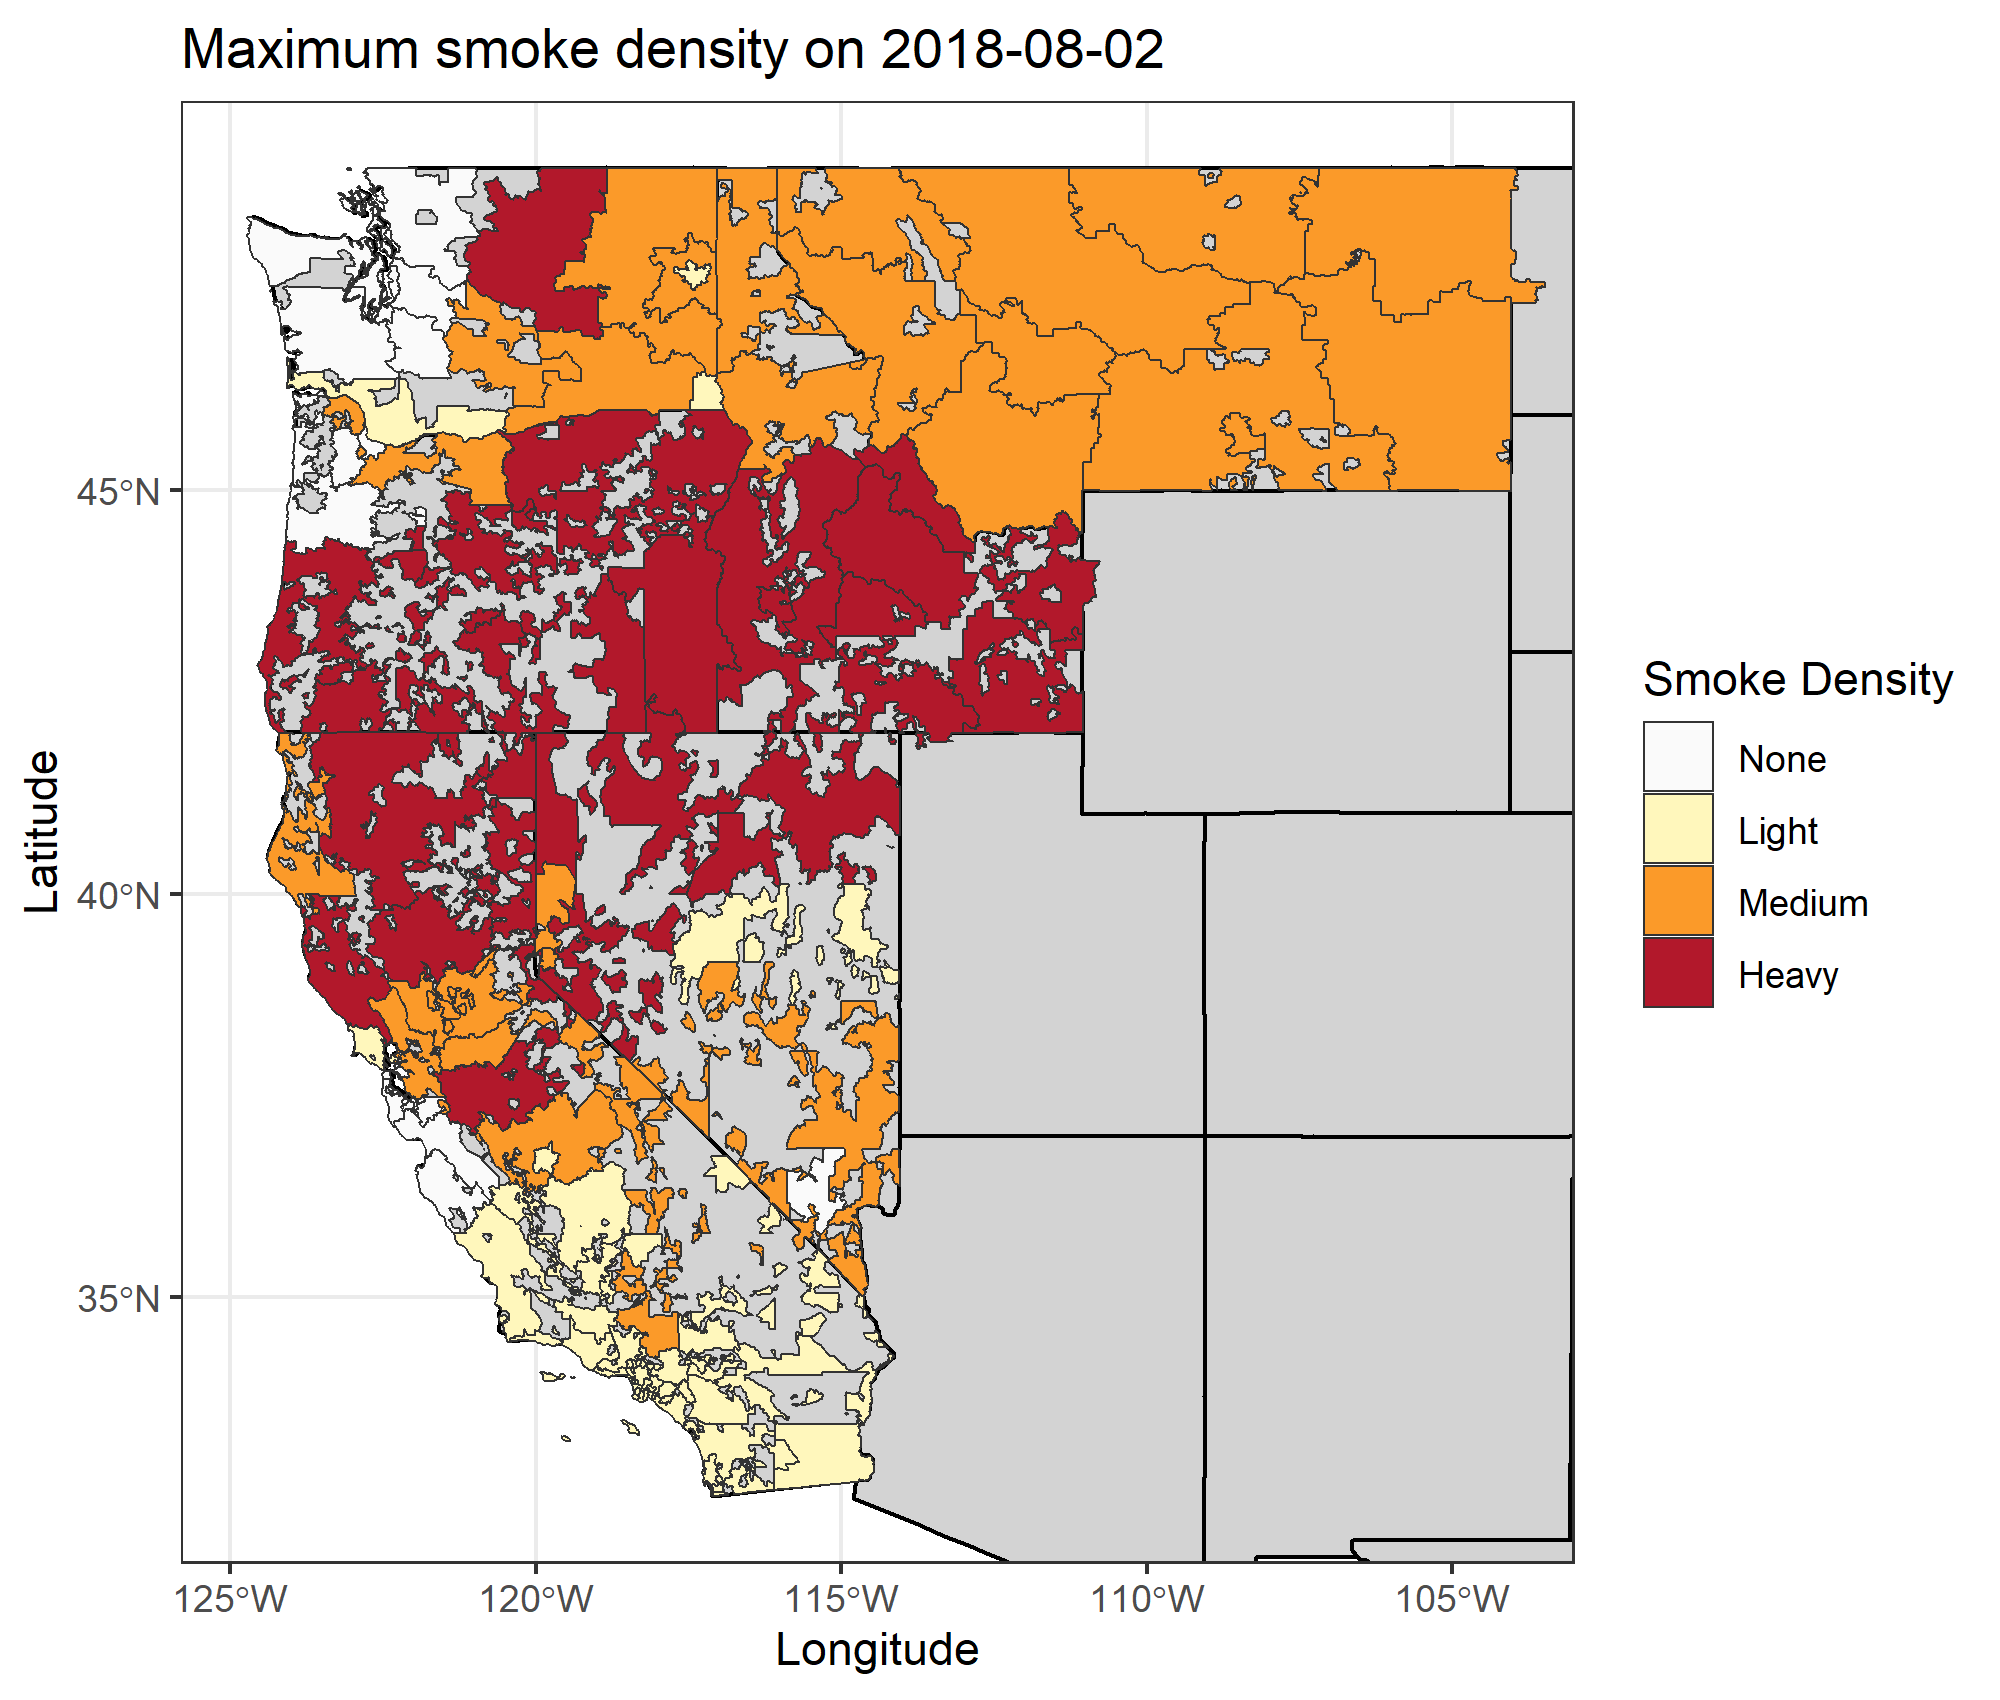 Maximum smoke density on 2018-08-02
45°N
40°N
35°N
Latitude
125°W
120°W
115°W
110°W
105°W
Longitude
Smoke Density
None
Light
Medium
Heavy